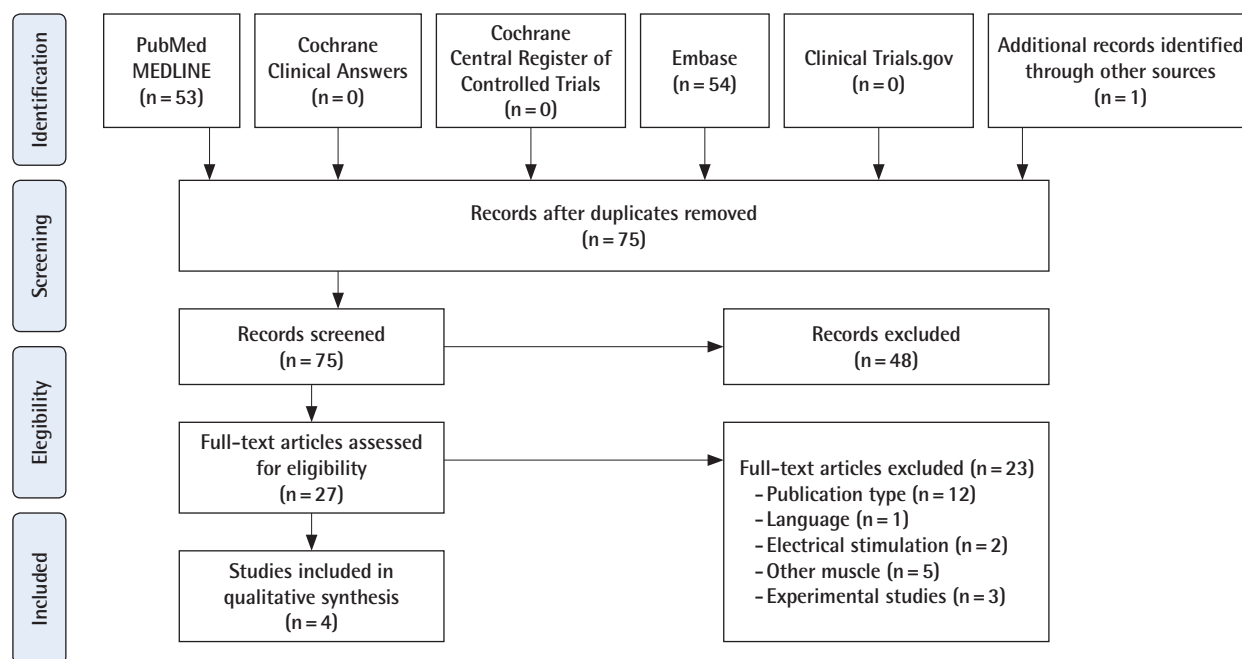 Identification
PubMed
MEDLINE
(n = 53)
Cochrane
Clinical Answers
(n = 0)
Cochrane
Central Register of
Controlled Trials
(n = 0)
Embase
(n = 54)
Clinical Trials.gov
(n = 0)
Additional records identified
through other sources
(n = 1)
Screening
Records after duplicates removed
(n = 75)
Records screened
(n = 75)
Records excluded
(n = 48)
Elegibility
Full-text articles assessed
for eligibility
(n = 27)
Full-text articles excluded (n = 23)
- Publication type (n = 12)
- Language (n = 1)
- Electrical stimulation (n = 2)
- Other muscle (n = 5)
- Experimental studies (n = 3)
Included
Studies included in
qualitative synthesis
(n = 4)